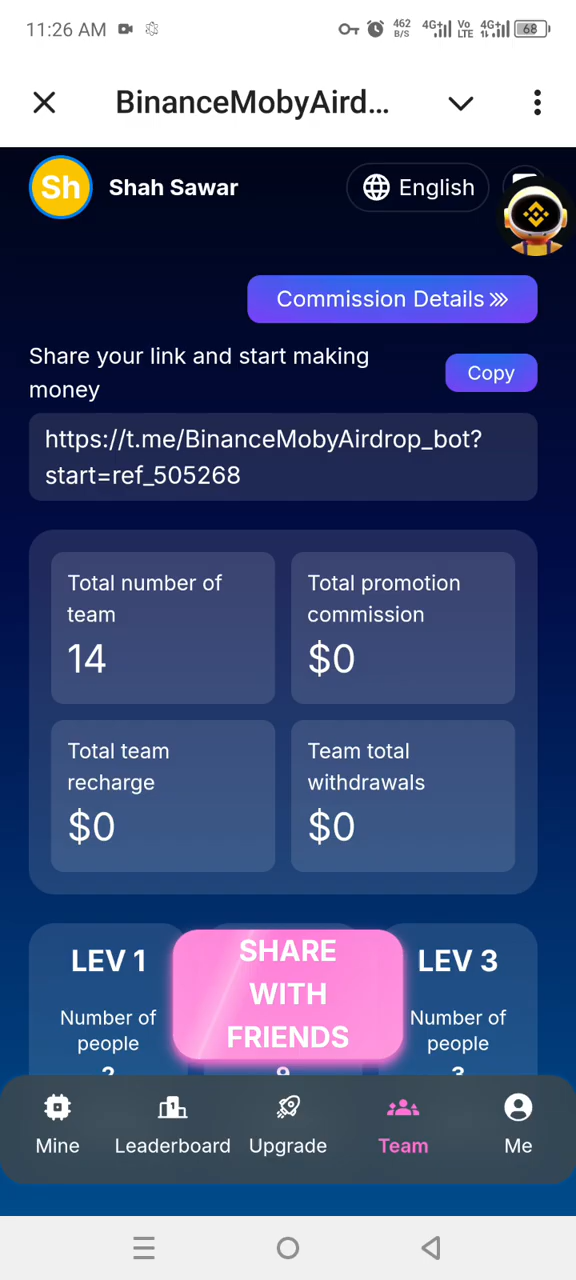 11:26 AM
462
B/S
4G+
Vo
LTE
4G+
68
BinanceMobyAird...
Sh
Shah Sawar
English
Commission Details
Share your link and start making
money
Copy
https://t.me/BinanceMobyAirdrop_bot?
start=ref_505268
Total number of
team
14
Total promotion
commission
$0
Total team
recharge
$0
Team total
withdrawals
$0
LEV 1
Number of
people
SHARE
WITH
FRIENDS
LEV 3
Number of
people
Mine
Leaderboard
Upgrade
Team
Me